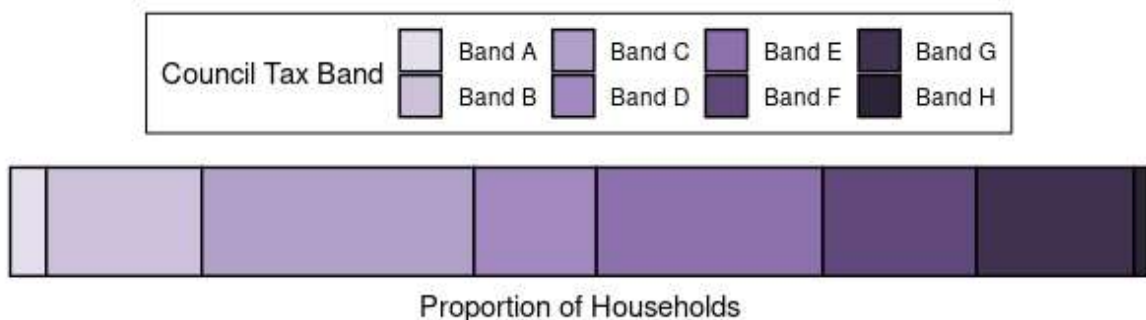 Council Tax Band
Band A
Band C
Band E
Band G
Band B
Band D
Band F
Band H
Proportion of Households